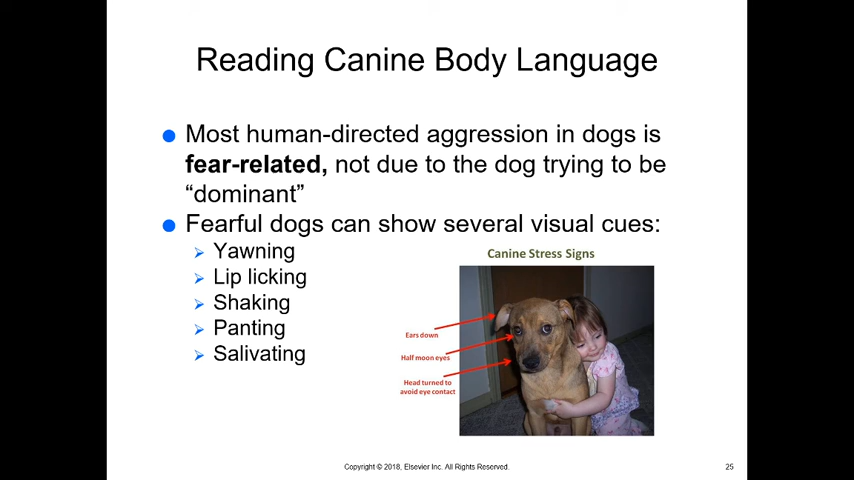 Reading Canine Body Language
Most human-directed aggression in dogs is
fear-related, not due to the dog trying to be
“dominant”
Fearful dogs can show several visual cues:
Yawning
Lip licking
Shaking
Panting
Salivating
Canine Stress Signs
Ears down
Half moon eyes
Head turned to
avoid eye contact
Copyright © 2018, Elsevier Inc. All Rights Reserved.
25